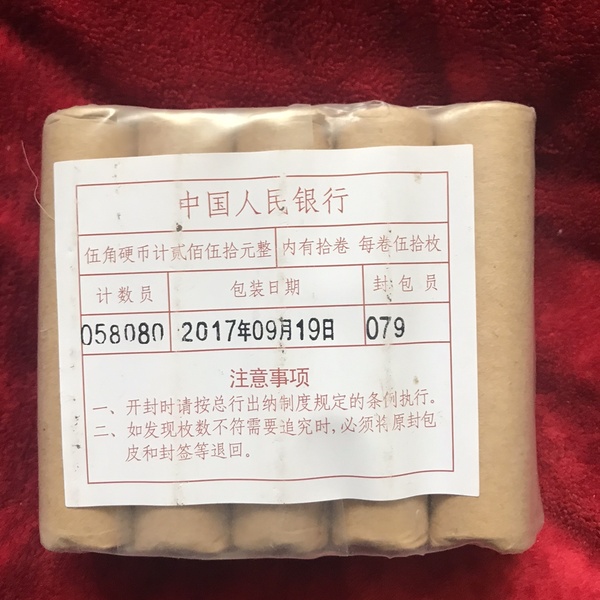 中国人民银行
伍角硬币计贰佰伍拾元整 内有拾卷 每卷伍拾枚
计数员 包装日期 封包员
058080 2017年09月19日 079
注意事项
一、开封时请按总行出纳制度规定的条例执行。
二、如发现枚数不符需要追究时,必须将原封包
皮和封签等退回。